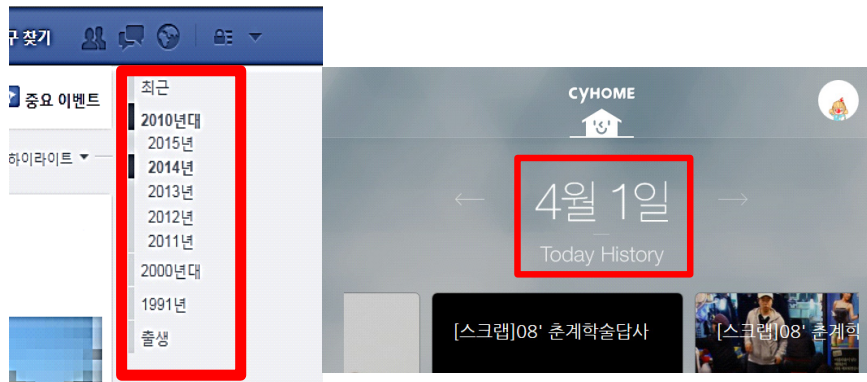 구 찾기
중요 이벤트
하이라이트
최근
2010년대
2015년
2014년
2013년
2012년
2011년
2000년대
1991년
출생
CYHOME
4월 1일
Today History
[스크랩]08' 춘계학술답사
[스크랩]08' 춘계학